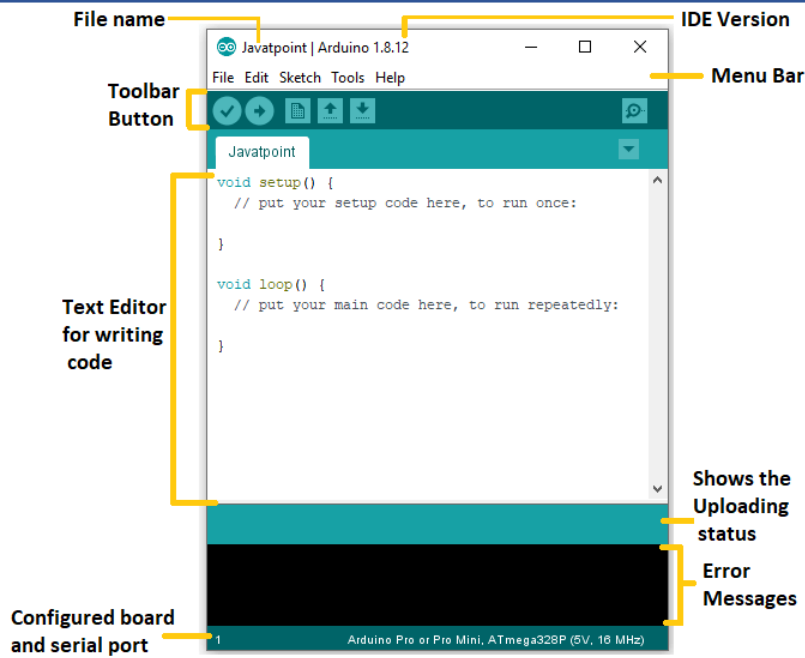 File name
IDE Version
Javatpoint | Arduino 1.8.12
File Edit Sketch Tools Help
Menu Bar
Toolbar
Button
Javatpoint
void setup() {
// put your setup code here, to run once:
}
void loop() {
// put your main code here, to run repeatedly:
}
Text Editor
for writing
code
Shows the
Uploading
status
Error
Messages
Configured board
and serial port
1
Arduino Pro or Pro Mini, ATmega328P (5V, 16 MHz)